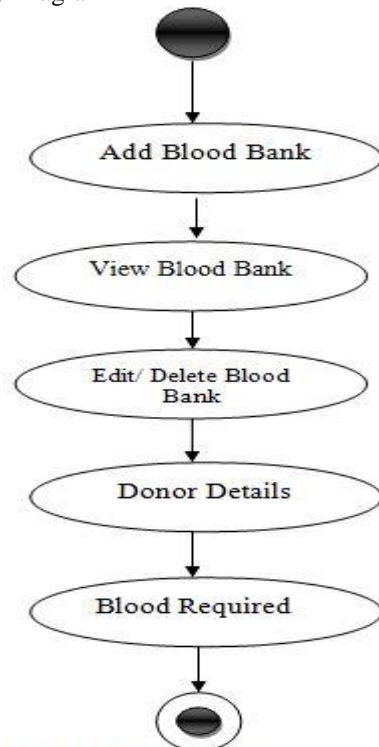 Add Blood Bank
View Blood Bank
Edit/ Delete Blood
Bank
Donor Details
Blood Required